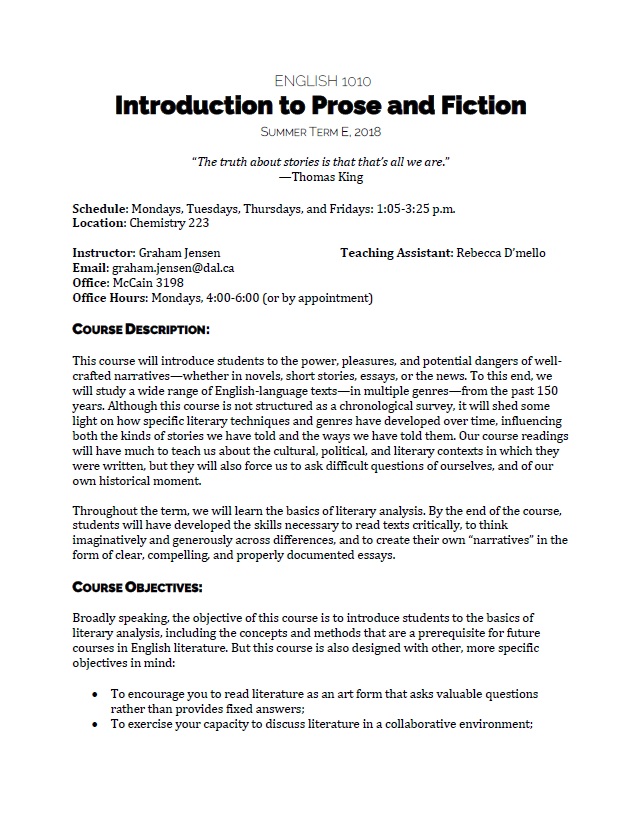 ENGLISH 1010
Introduction to Prose and Fiction
SUMMER TERM E, 2018
“The truth about stories is that that’s all we are.”
—Thomas King
Schedule: Mondays, Tuesdays, Thursdays, and Fridays: 1:05-3:25 p.m.
Location: Chemistry 223
Instructor: Graham Jensen Teaching Assistant: Rebecca D’mello
Email: graham.jensen@dal.ca
Office: McCain 3198
Office Hours: Mondays, 4:00-6:00 (or by appointment)
COURSE DESCRIPTION:
This course will introduce students to the power, pleasures, and potential dangers of well-
crafted narratives—whether in novels, short stories, essays, or the news. To this end, we
will study a wide range of English-language texts—in multiple genres—from the past 150
years. Although this course is not structured as a chronological survey, it will shed some
light on how specific literary techniques and genres have developed over time, influencing
both the kinds of stories we have told and the ways we have told them. Our course readings
will have much to teach us about the cultural, political, and literary contexts in which they
were written, but they will also force us to ask difficult questions of ourselves, and of our
own historical moment.
Throughout the term, we will learn the basics of literary analysis. By the end of the course,
students will have developed the skills necessary to read texts critically, to think
imaginatively and generously across differences, and to create their own “narratives” in the
form of clear, compelling, and properly documented essays.
COURSE OBJECTIVES:
Broadly speaking, the objective of this course is to introduce students to the basics of
literary analysis, including the concepts and methods that are a prerequisite for future
courses in English literature. But this course is also designed with other, more specific
objectives in mind:
• To encourage you to read literature as an art form that asks valuable questions
rather than provides fixed answers;
• To exercise your capacity to discuss literature in a collaborative environment;